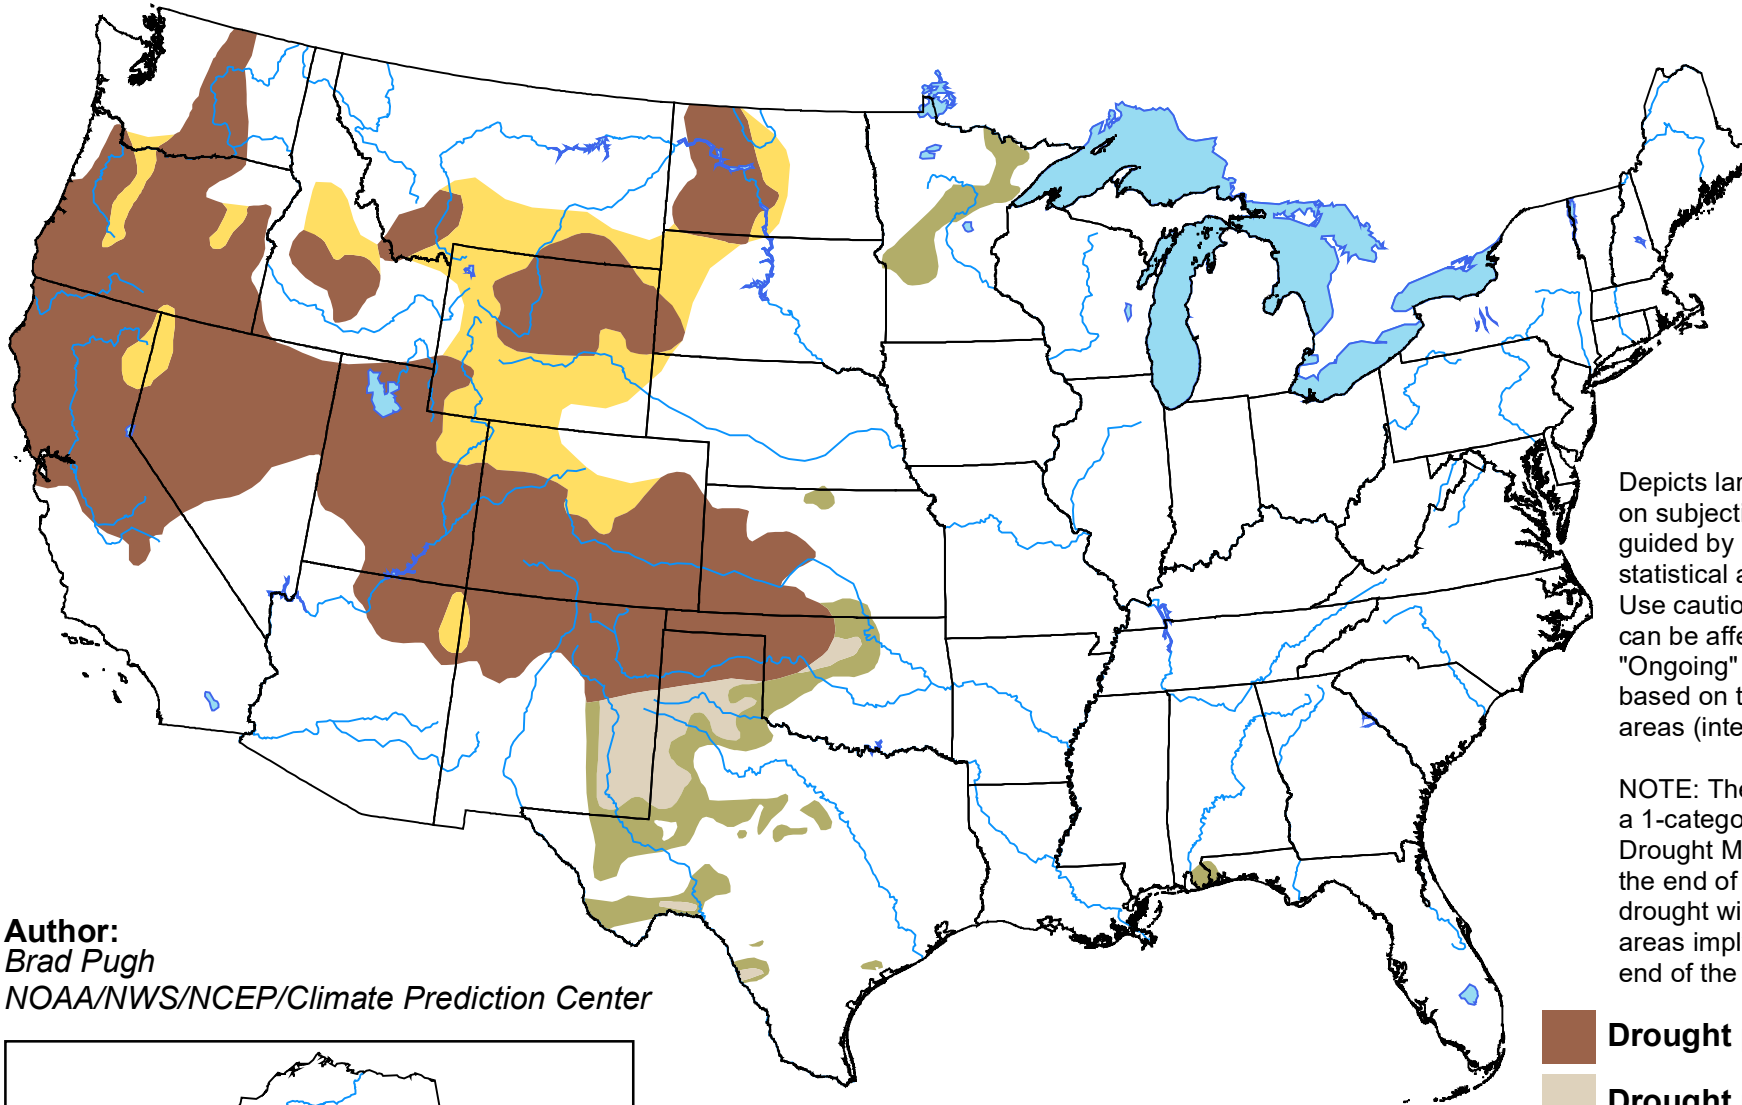 Depicts lar
on subjecti
guided by
statistical a
Use cautio
can be affe
"Ongoing"
based on t
areas (inte
NOTE: The
a 1-catego
Drought M
the end of
drought wi
areas impl
end of the
Author:
Brad Pugh
NOAA/NWS/NCEP/Climate Prediction Center
Drought
Drought